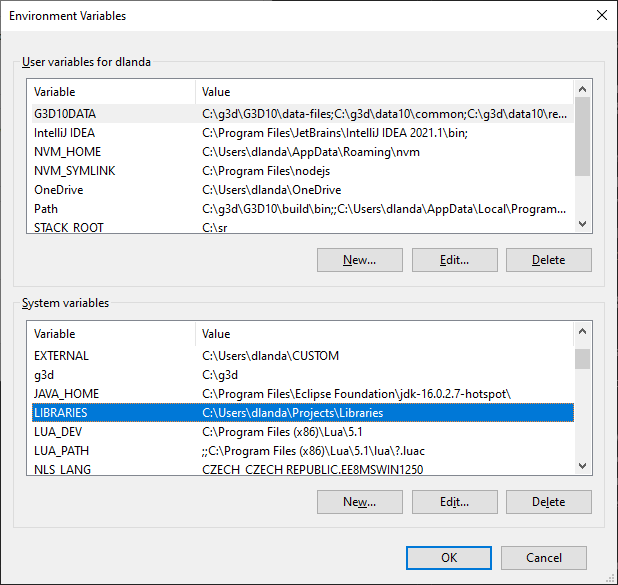 Environment Variables
User variables for dlanda
Variable Value
G3D10DATA C:\g3d\G3D10\data-files;C:\g3d\data10\common;C:\g3d\data10\re...
IntelliJ IDEA C:\Program Files\JetBrains\IntelliJ IDEA 2021.1\bin;
NVM_HOME C:\Users\dlanda\AppData\Roaming\nvm
NVM_SYMLINK C:\Program Files\nodejs
OneDrive C:\Users\dlanda\OneDrive
Path C:\g3d\G3D10\build\bin;;C:\Users\dlanda\AppData\Local\Program...
STACK_ROOT C:\sr
New... Edit... Delete
System variables
Variable Value
EXTERNAL C:\Users\dlanda\CUSTOM
g3d C:\g3d
JAVA_HOME C:\Program Files\Eclipse Foundation\jdk-16.0.2.7-hotspot\
LIBRARIES C:\Users\dlanda\Projects\Libraries
LUA_DEV C:\Program Files (x86)\Lua\5.1
LUA_PATH ;;C:\Program Files (x86)\Lua\5.1\lua\?.luac
NLS_LANG CZECH_CZECH REPUBLIC.EE8MSWIN1250
New... Edit... Delete
OK Cancel